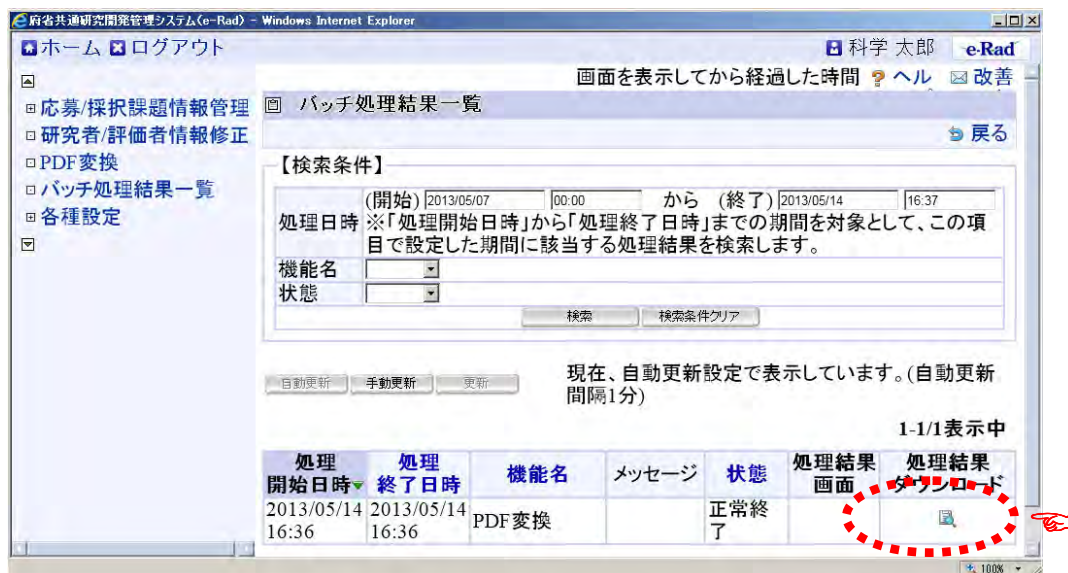 府省共通研究開発管理システム(e-Rad) - Windows Internet Explorer
ホーム ログアウト
科学 太郎 e-Rad
画面を表示してから経過した時間 ? ヘル 改善
応募/採択課題情報管理
研究者/評価者情報修正
PDF変換
バッチ処理結果一覧
各種設定
バッチ処理結果一覧
戻る
【検索条件】
処理日時
(開始) 2013/05/07 00:00 から (終了) 2013/05/14 16:37
※「処理開始日時」から「処理終了日時」までの期間を対象として、この項
目で設定した期間に該当する処理結果を検索します。
機能名
状態
検索 検索条件クリア
自動更新 手動更新 更新
現在、自動更新設定で表示しています。(自動更新
間隔1分)
1-1/1表示中
処理 処理 機能名 メッセージ 状態 処理結果 処理結果
開始日時 終了日時 画面 ダウンロード
2013/05/14 2013/05/14 PDF変換 正常終
16:36 16:36 了
100%